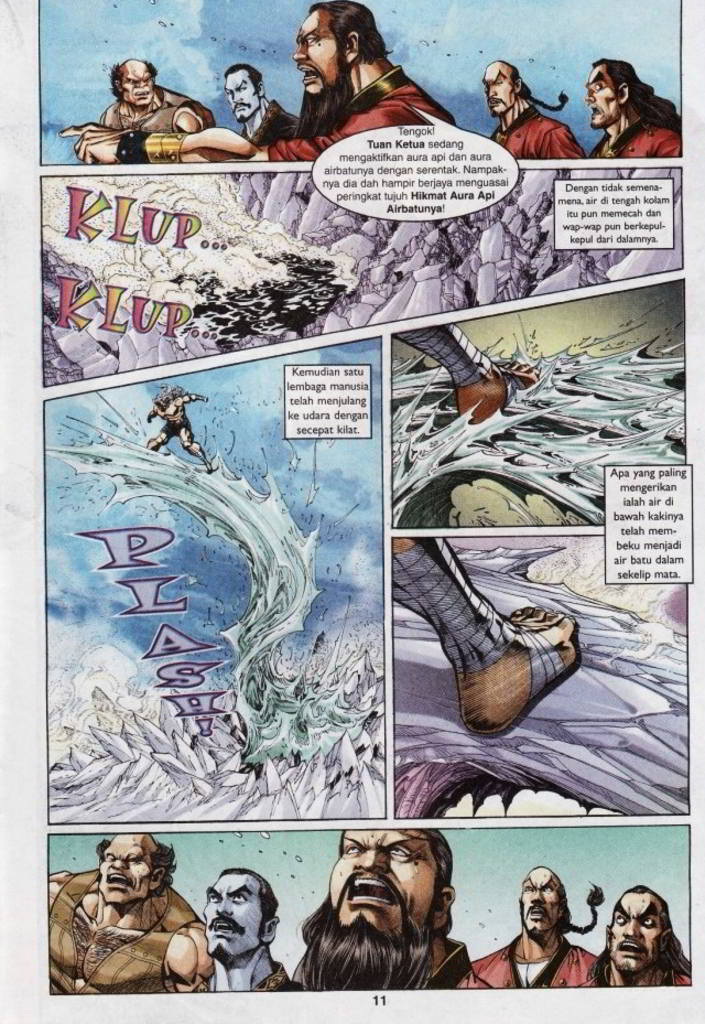 Tengok!
Tuan Ketua sedang
mengaktifkan aura api dan aura
airbatunya dengan serentak. Nampak-
nya dia dah hampir berjaya menguasai
peringkat tujuh Hikmat Aura Api
Airbatunya!
Dengan tidak semena-
mena, air di tengah kolam
itu pun memecah dan
wap-wap pun berkepul-
kepul dari dalamnya.
KLUP...
KLUP...
Kemudian satu
lembaga manusia
telah menjulang
ke udara dengan
secepat kilat.
PLASH!
Apa yang paling
mengerikan
ialah air di
bawah kakinya
telah mem-
beku menjadi
air batu dalam
sekelip mata.
11